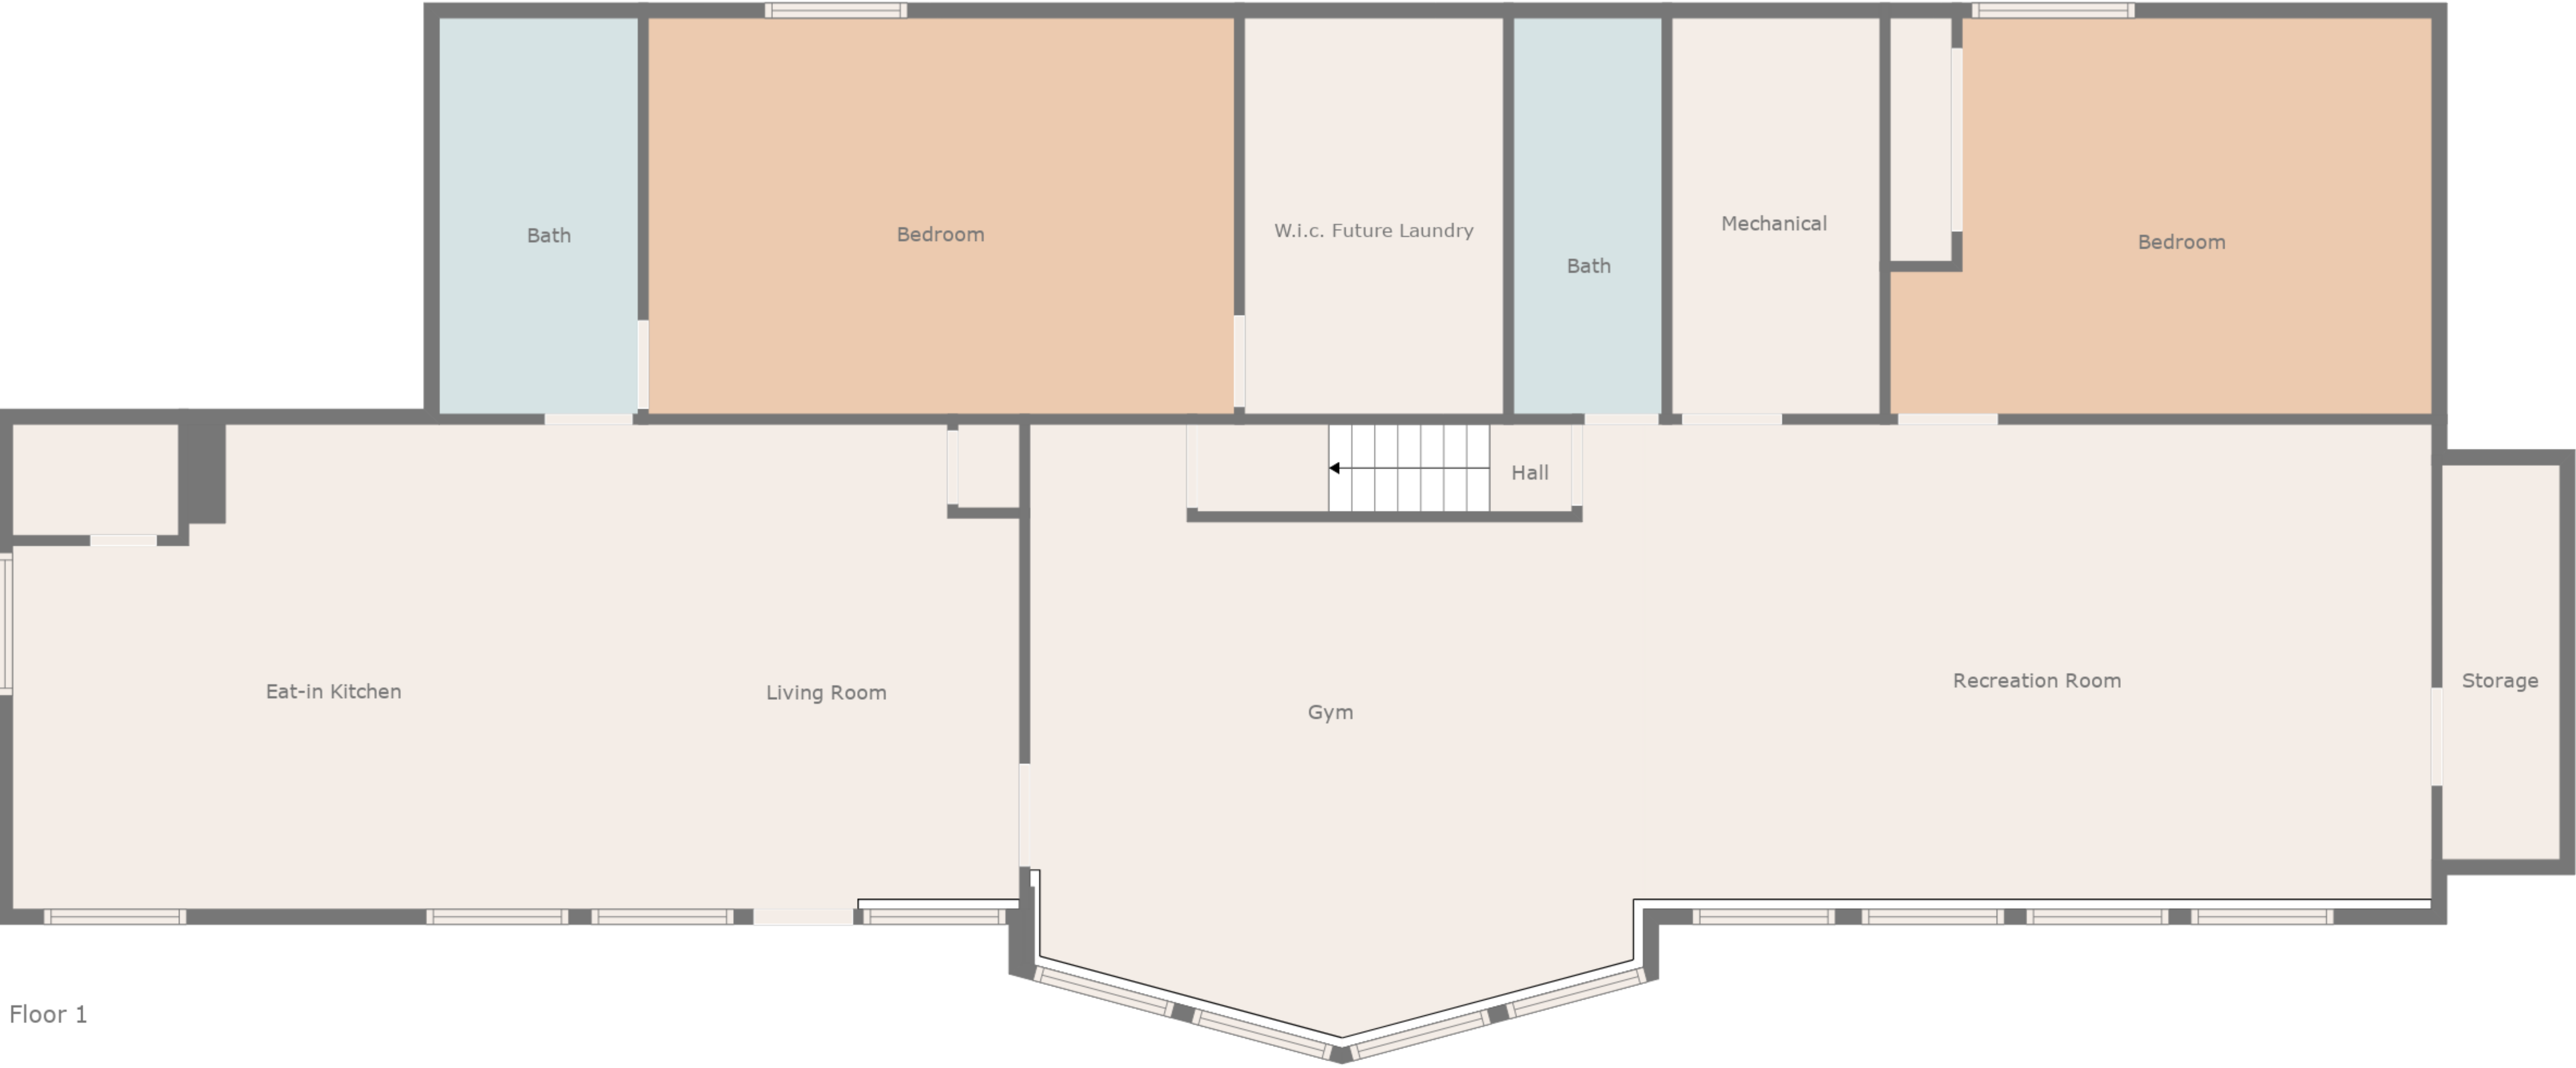 Bath
Bedroom
W.i.c. Future Laundry
Bath
Mechanical
Bedroom
Hall
Eat-in Kitchen
Living Room
Gym
Recreation Room
Storage
Floor 1